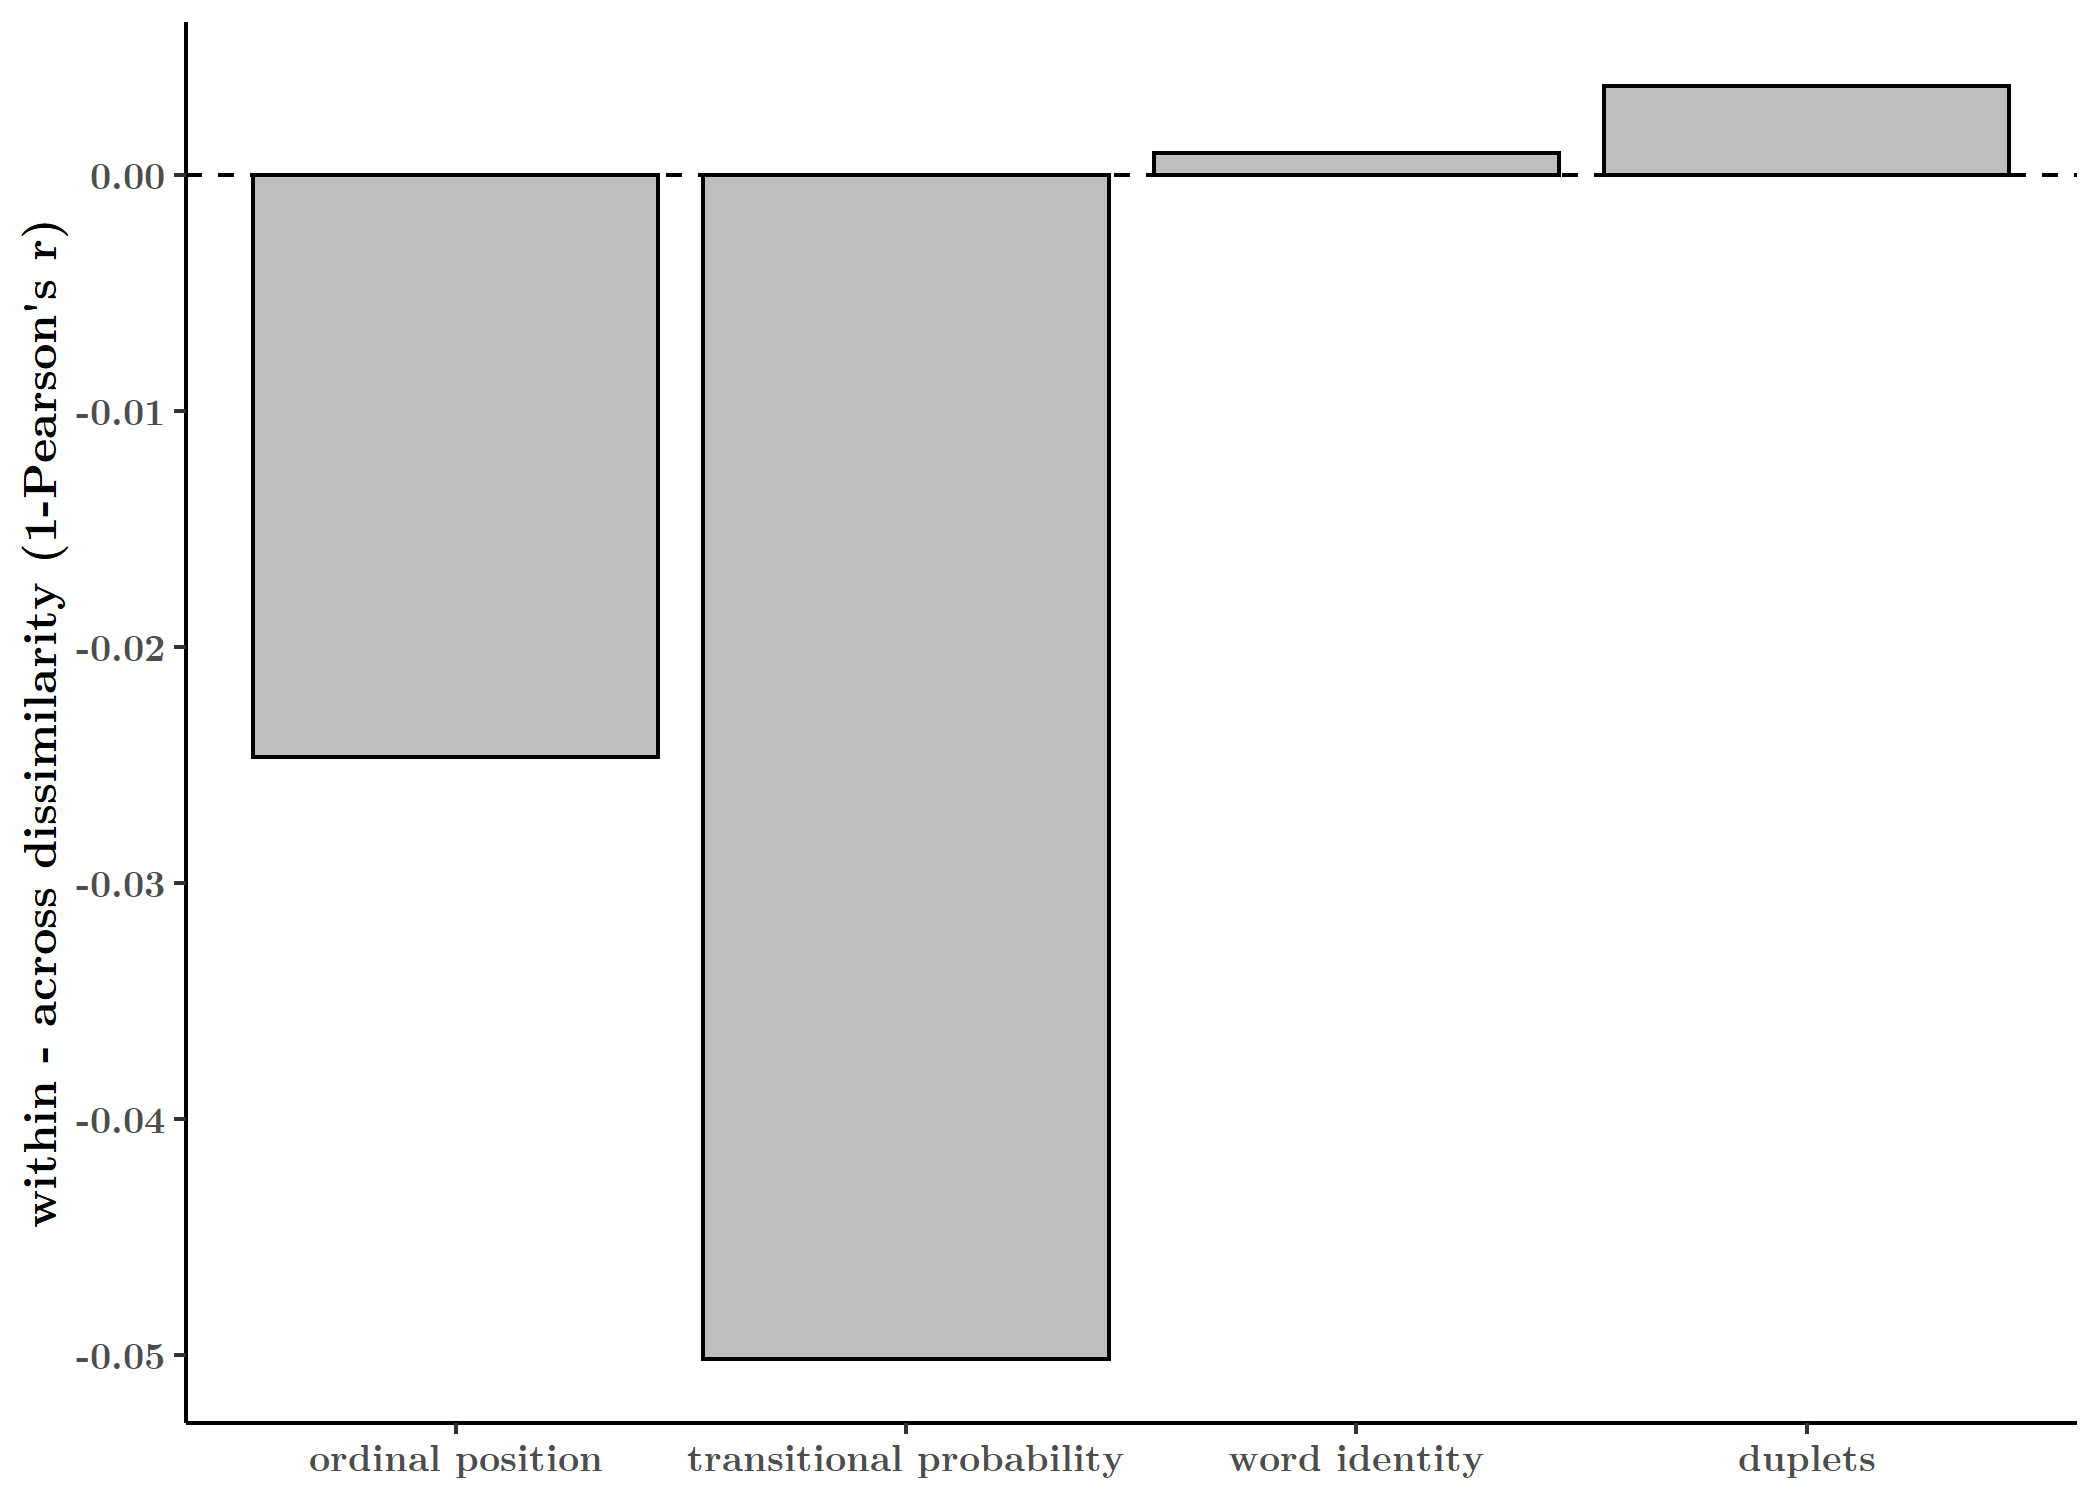 within - across dissimilarity (1-Pearson's r)
0.00
-0.01
-0.02
-0.03
-0.04
-0.05
ordinal position
transitional probability
word identity
duplets